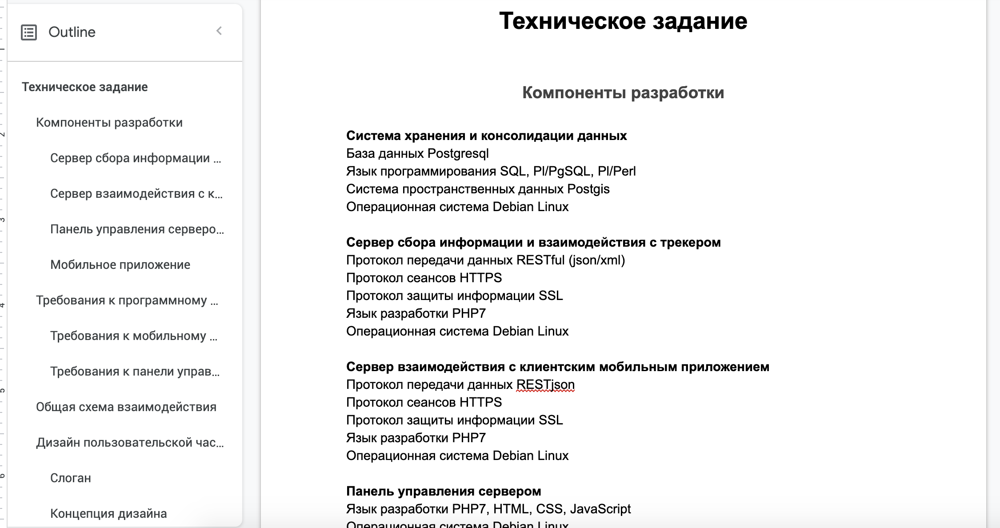 Outline
Техническое задание
Компоненты разработки
Сервер сбора информации ...
Сервер взаимодействия с к...
Панель управления серверо...
Мобильное приложение
Требования к программному ...
Требования к мобильному ...
Требования к панели управ...
Общая схема взаимодействия
Дизайн пользовательской час...
Слоган
Концепция дизайна
2
3
4
5
6
Техническое задание
Компоненты разработки
Система хранения и консолидации данных
База данных Postgresql
Язык программирования SQL, Pl/PgSQL, Pl/Perl
Система пространственных данных Postgis
Операционная система Debian Linux
Сервер сбора информации и взаимодействия с трекером
Протокол передачи данных RESTful (json/xml)
Протокол сеансов HTTPS
Протокол защиты информации SSL
Язык разработки PHP7
Операционная система Debian Linux
Сервер взаимодействия с клиентским мобильным приложением
Протокол передачи данных RESTjson
Протокол сеансов HTTPS
Протокол защиты информации SSL
Язык разработки PHP7
Операционная система Debian Linux
Панель управления сервером
Язык разработки PHP7, HTML, CSS, JavaScript
Операционная система Debian Linux